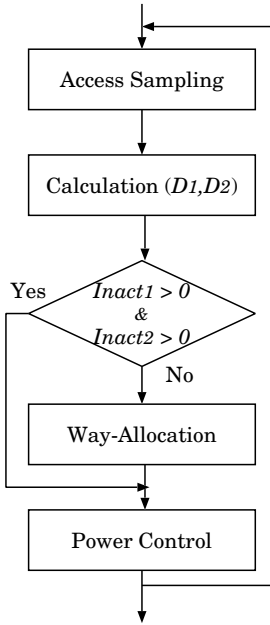 Access Sampling
Calculation (D1,D2)
Yes
Inact1 > 0
&
Inact2 > 0
No
Way-Allocation
Power Control